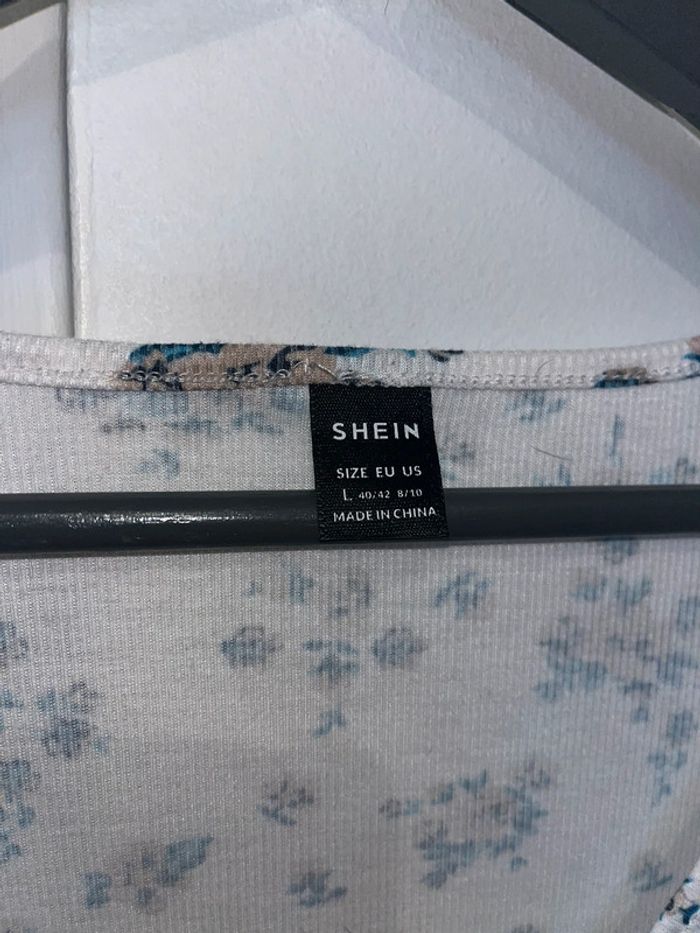 SHEIN
SIZE EU US
L 40/42 8/10
MADE IN CHINA